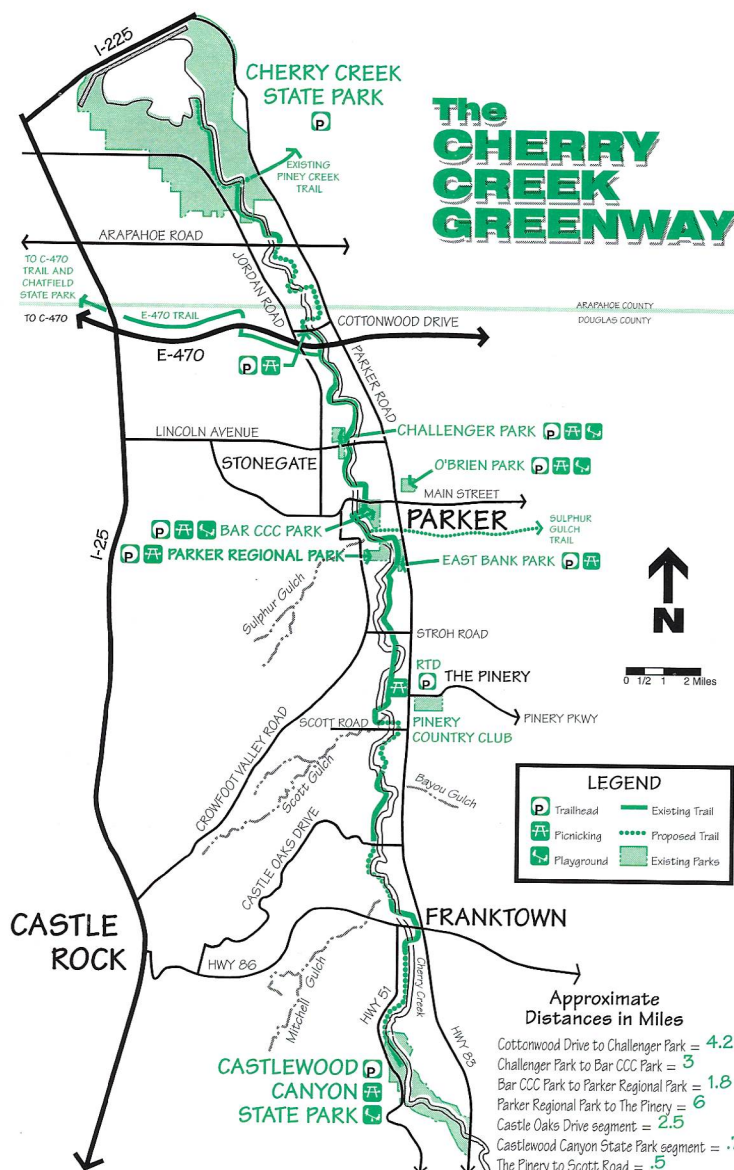 I-225
CHERRY CREEK
STATE PARK
P
The
CHERRY
CREEK
GREENWAY
EXISTING
PINEY CREEK
TRAIL
ARAPAHOE ROAD
JORDAN ROAD
TO C-470
TRAIL AND
CHATFIELD
STATE PARK
ARAPAHOE COUNTY
DOUGLAS COUNTY
TO C-470
E-470 TRAIL
COTTONWOOD DRIVE
E-470
P
PARKER ROAD
LINCOLN AVENUE
CHALLENGER PARK P
STONEGATE
O'BRIEN PARK P
MAIN STREET
PARKER
P BAR CCC PARK
SULPHUR
GULCH
TRAIL
P PARKER REGIONAL PARK
EAST BANK PARK P
I-25
Sulphur Gulch
N
STROH ROAD
RTD
P
THE PINERY
0 1/2 1 2 Miles
SCOTT ROAD
PINERY
COUNTRY CLUB
PINERY PKWY
CROWFOOT VALLEY ROAD
Scott Gulch
Bayou Gulch
LEGEND
P Trailhead
Existing Trail
Picnicking
Proposed Trail
Playground
Existing Parks
CASTLE OAKS DRIVE
CASTLE
ROCK
FRANKTOWN
HWY 86
Mitchell Gulch
HWY 51
Cherry Creek
HWY 83
CASTLEWOOD P
CANYON
STATE PARK
Approximate
Distances in Miles
Cottonwood Drive to Challenger Park = 4.2
Challenger Park to Bar CCC Park = 3
Bar CCC Park to Parker Regional Park = 1.8
Parker Regional Park to The Pinery = 6
Castle Oaks Drive segment = 2.5
Castlewood Canyon State Park segment =
The Pinery to Scott Road = .5